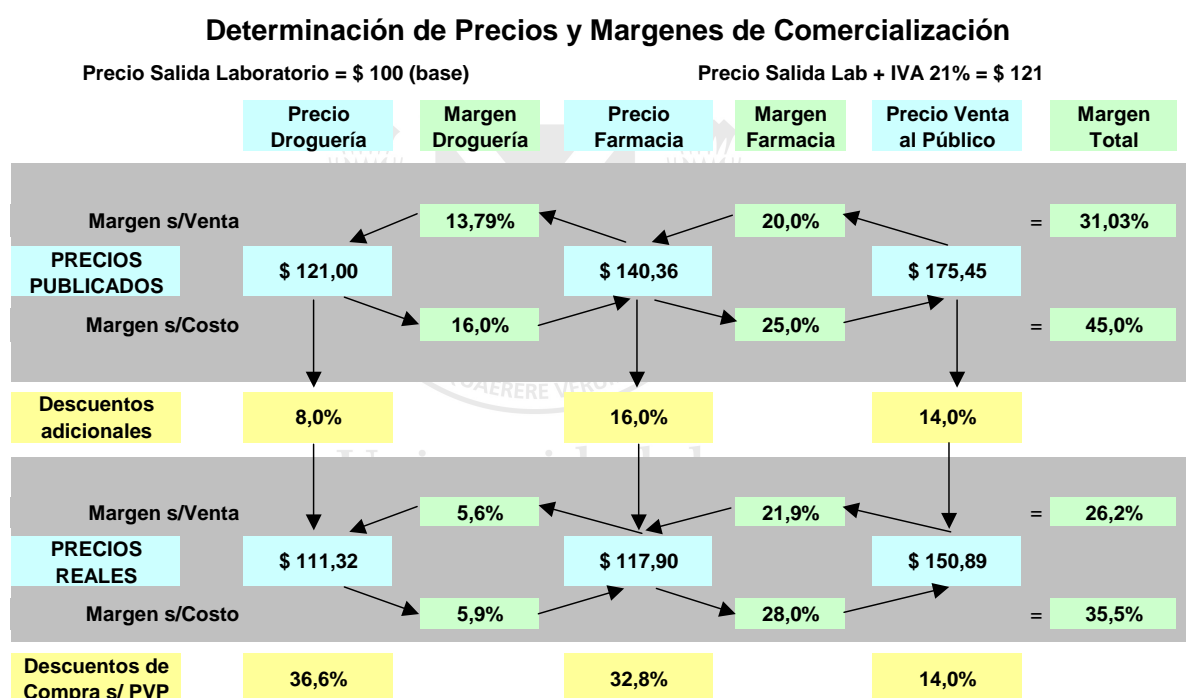 Determinación de Precios y Margenes de Comercialización
Precio Salida Laboratorio = $ 100 (base)
Precio Salida Lab + IVA 21% = $ 121
Precio
Droguería
Margen
Droguería
Precio
Farmacia
Margen
Farmacia
Precio Venta
al Público
Margen
Total
Margen s/Venta
13,79%
20,0%
=
31,03%
PRECIOS
PUBLICADOS
$ 121,00
$ 140,36
$ 175,45
Margen s/Costo
16,0%
25,0%
=
45,0%
Descuentos
adicionales
8,0%
16,0%
14,0%
Margen s/Venta
5,6%
21,9%
=
26,2%
PRECIOS
REALES
$ 111,32
$ 117,90
$ 150,89
Margen s/Costo
5,9%
28,0%
=
35,5%
Descuentos de
Compra s/ PVP
36,6%
32,8%
14,0%